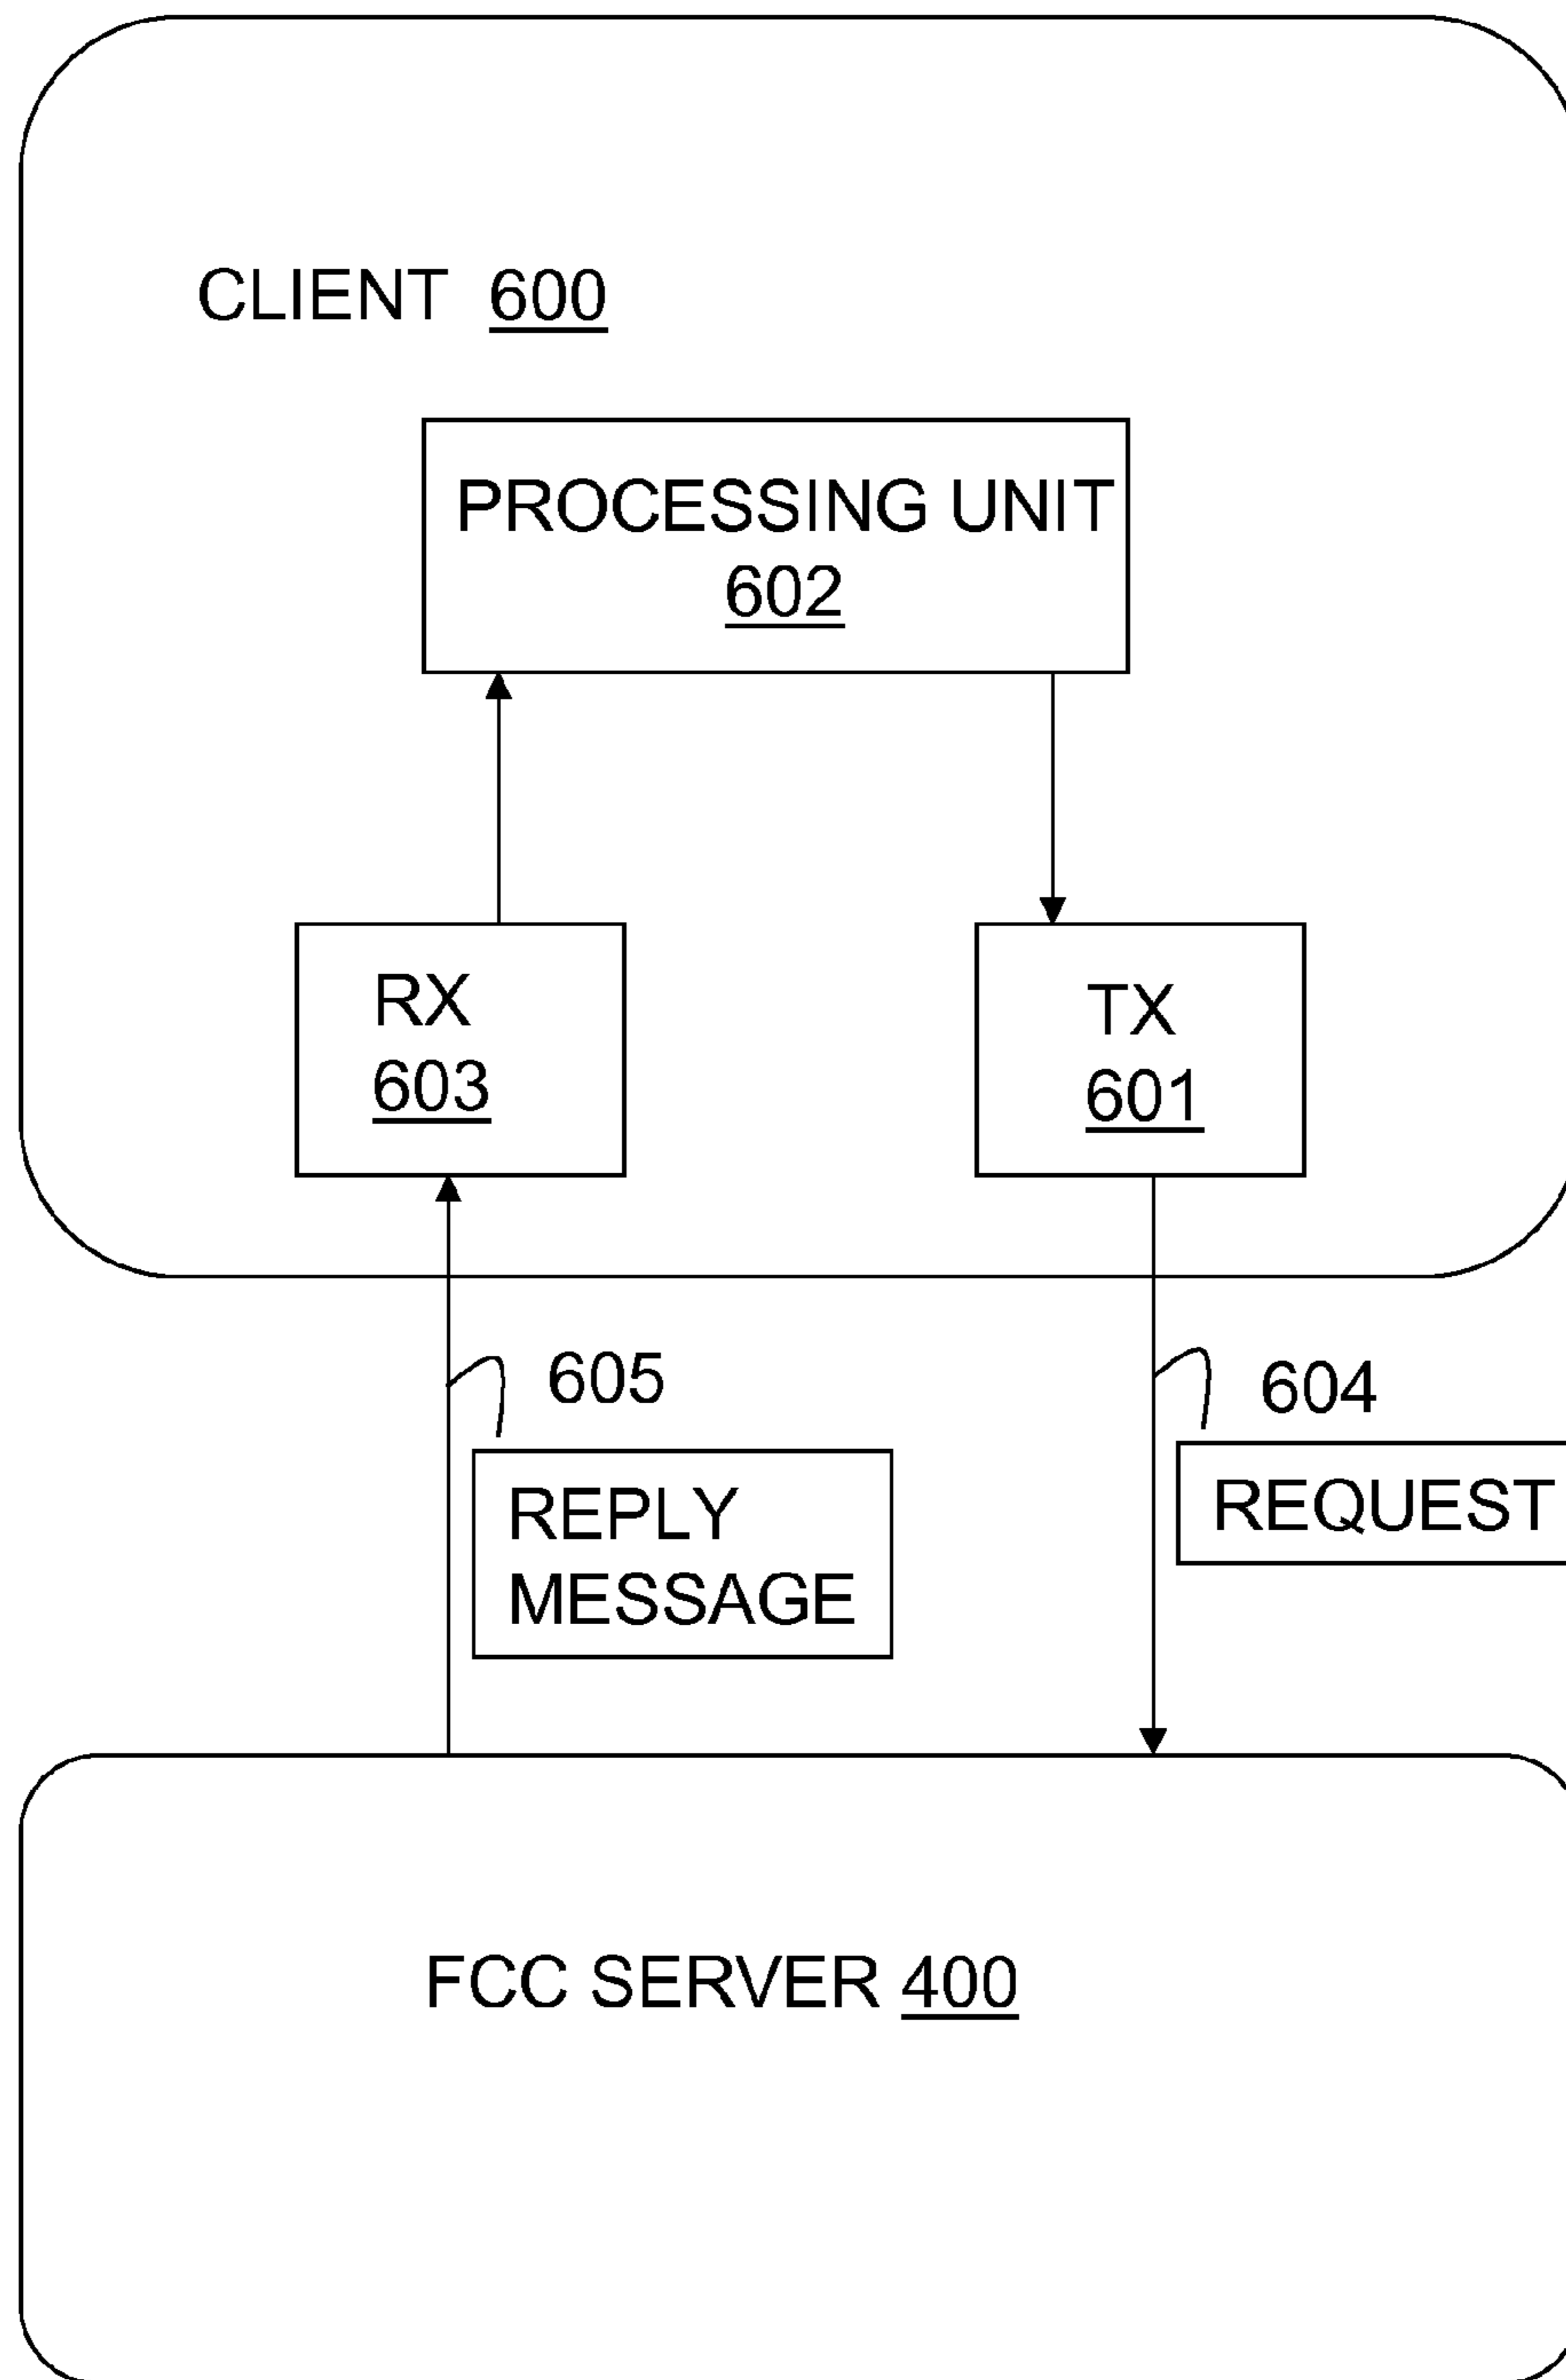 CLIENT 600
PROCESSING UNIT
602
RX
603
TX
601
605
604
REPLY
MESSAGE
REQUEST
FCC SERVER 400